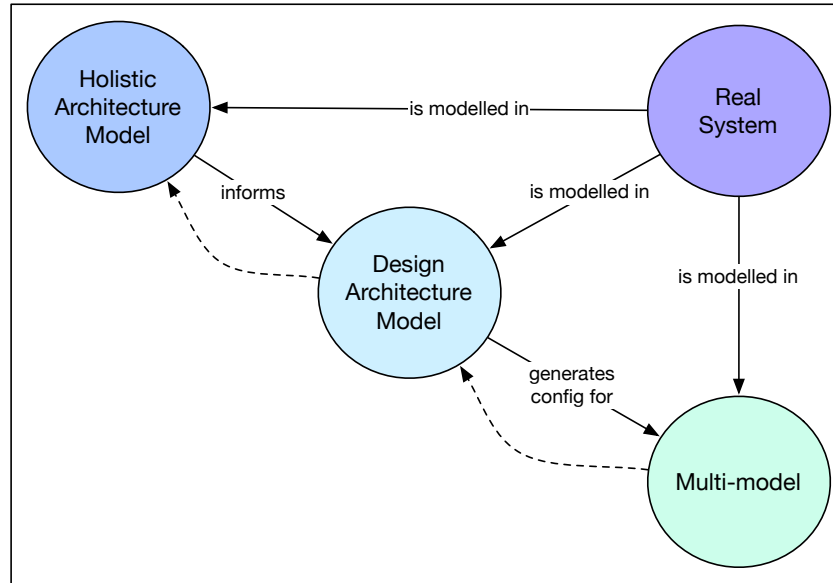 Holistic
Architecture
Model
is modelled in
Real
System
informs
is modelled in
Design
Architecture
Model
is modelled in
generates
config for
Multi-model